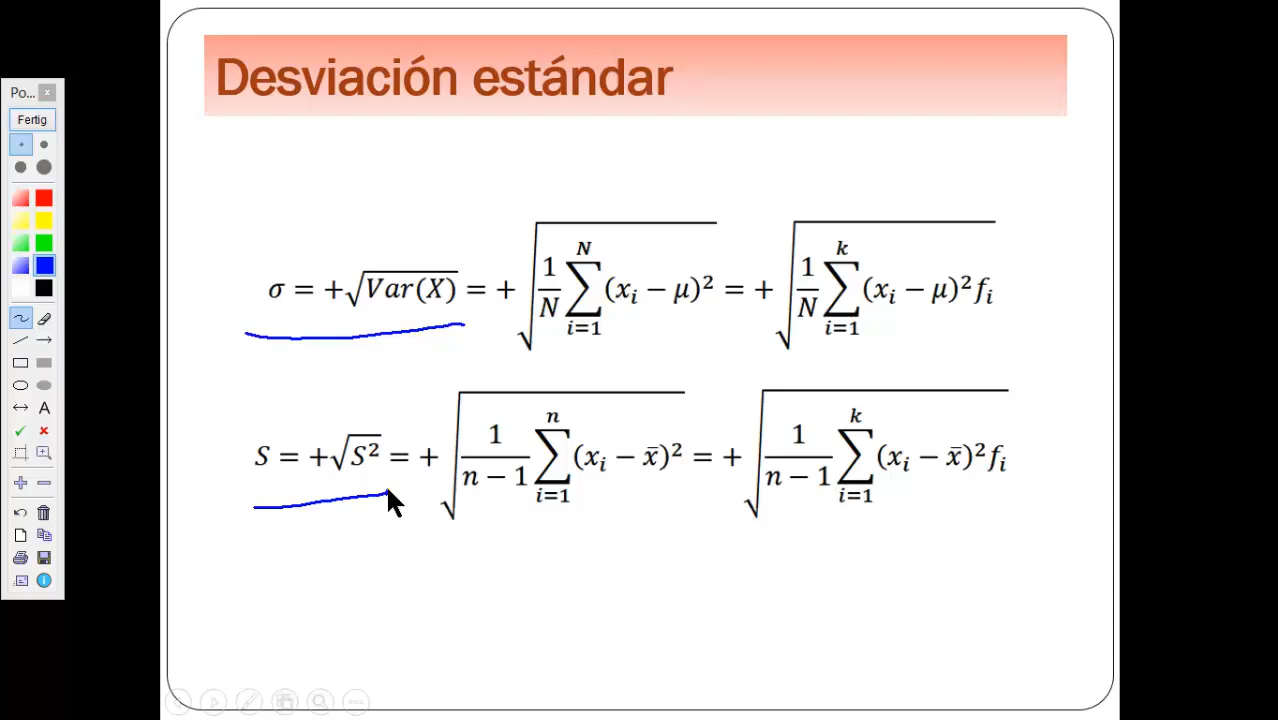 Desviación estándar
Po... x
Fertig
σ = +√Var(X) = +√(1/N ∑_{i=1}^{N} (x_i − μ)²) = +√(1/N ∑_{i=1}^{k} (x_i − μ)² f_i)
S = +√S² = +√(1/(n − 1) ∑_{i=1}^{n} (x_i − x̄)²) = +√(1/(n − 1) ∑_{i=1}^{k} (x_i − x̄)² f_i)
A